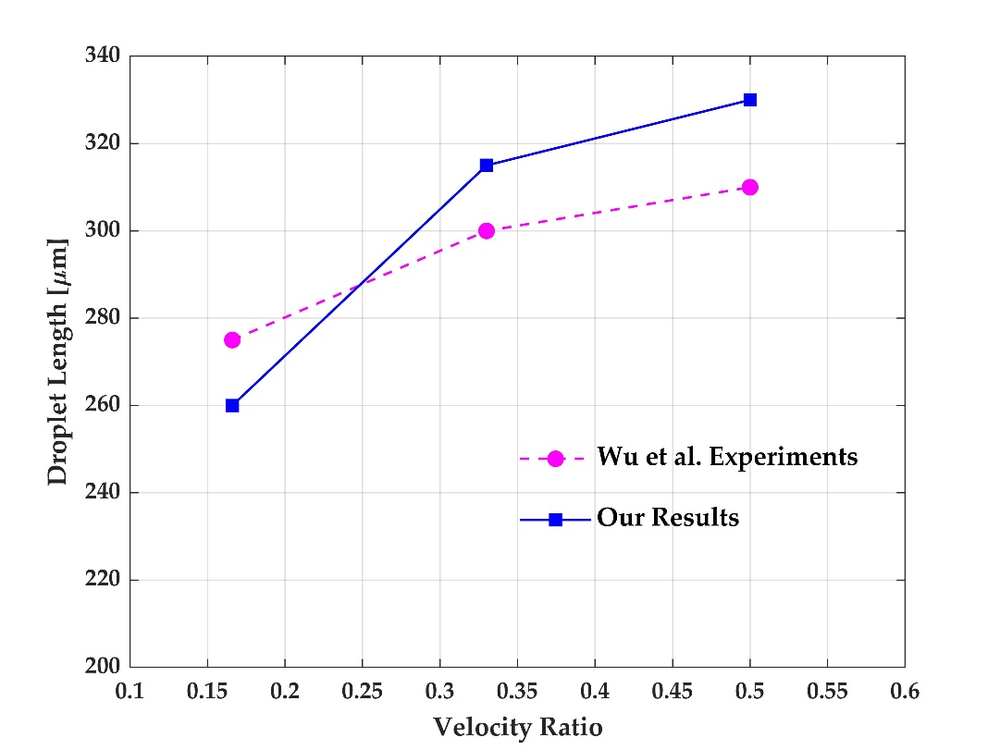 340
320
300
280
260
240
220
200
Droplet Length [μm]
Wu et al. Experiments
Our Results
0.1 0.15 0.2 0.25 0.3 0.35 0.4 0.45 0.5 0.55 0.6
Velocity Ratio